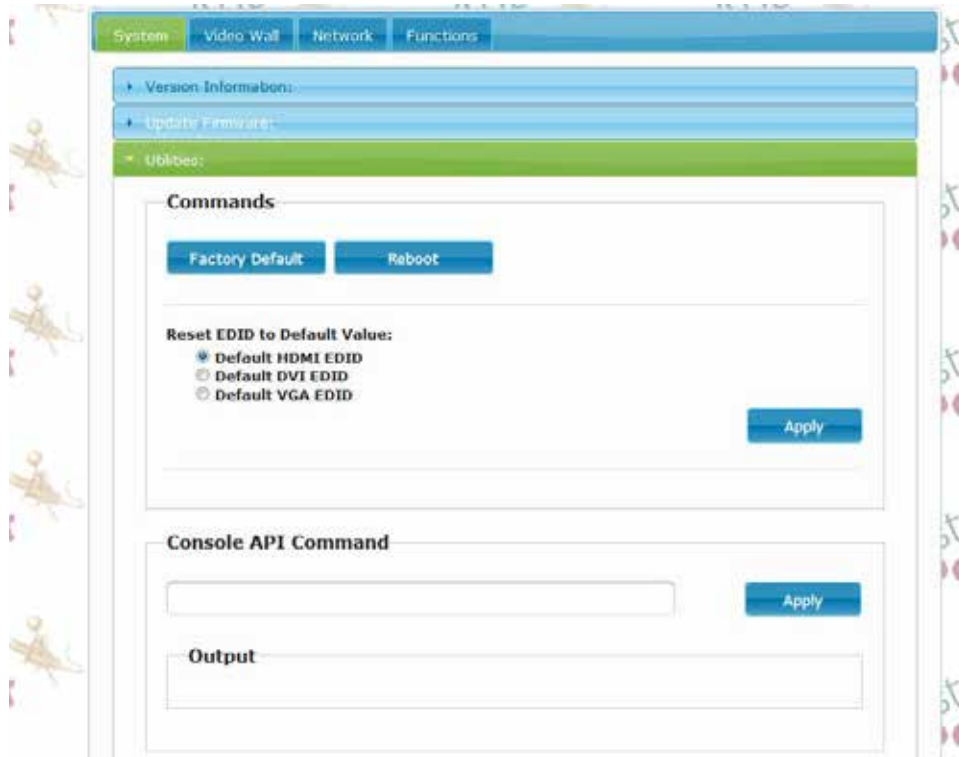 System Video Wall Network Functions
Version Information:
Update Firmware:
Utilities:
Commands
Factory Default Reboot
Reset EDID to Default Value:
Default HDMI EDID
Default DVI EDID
Default VGA EDID
Apply
Console API Command
Apply
Output